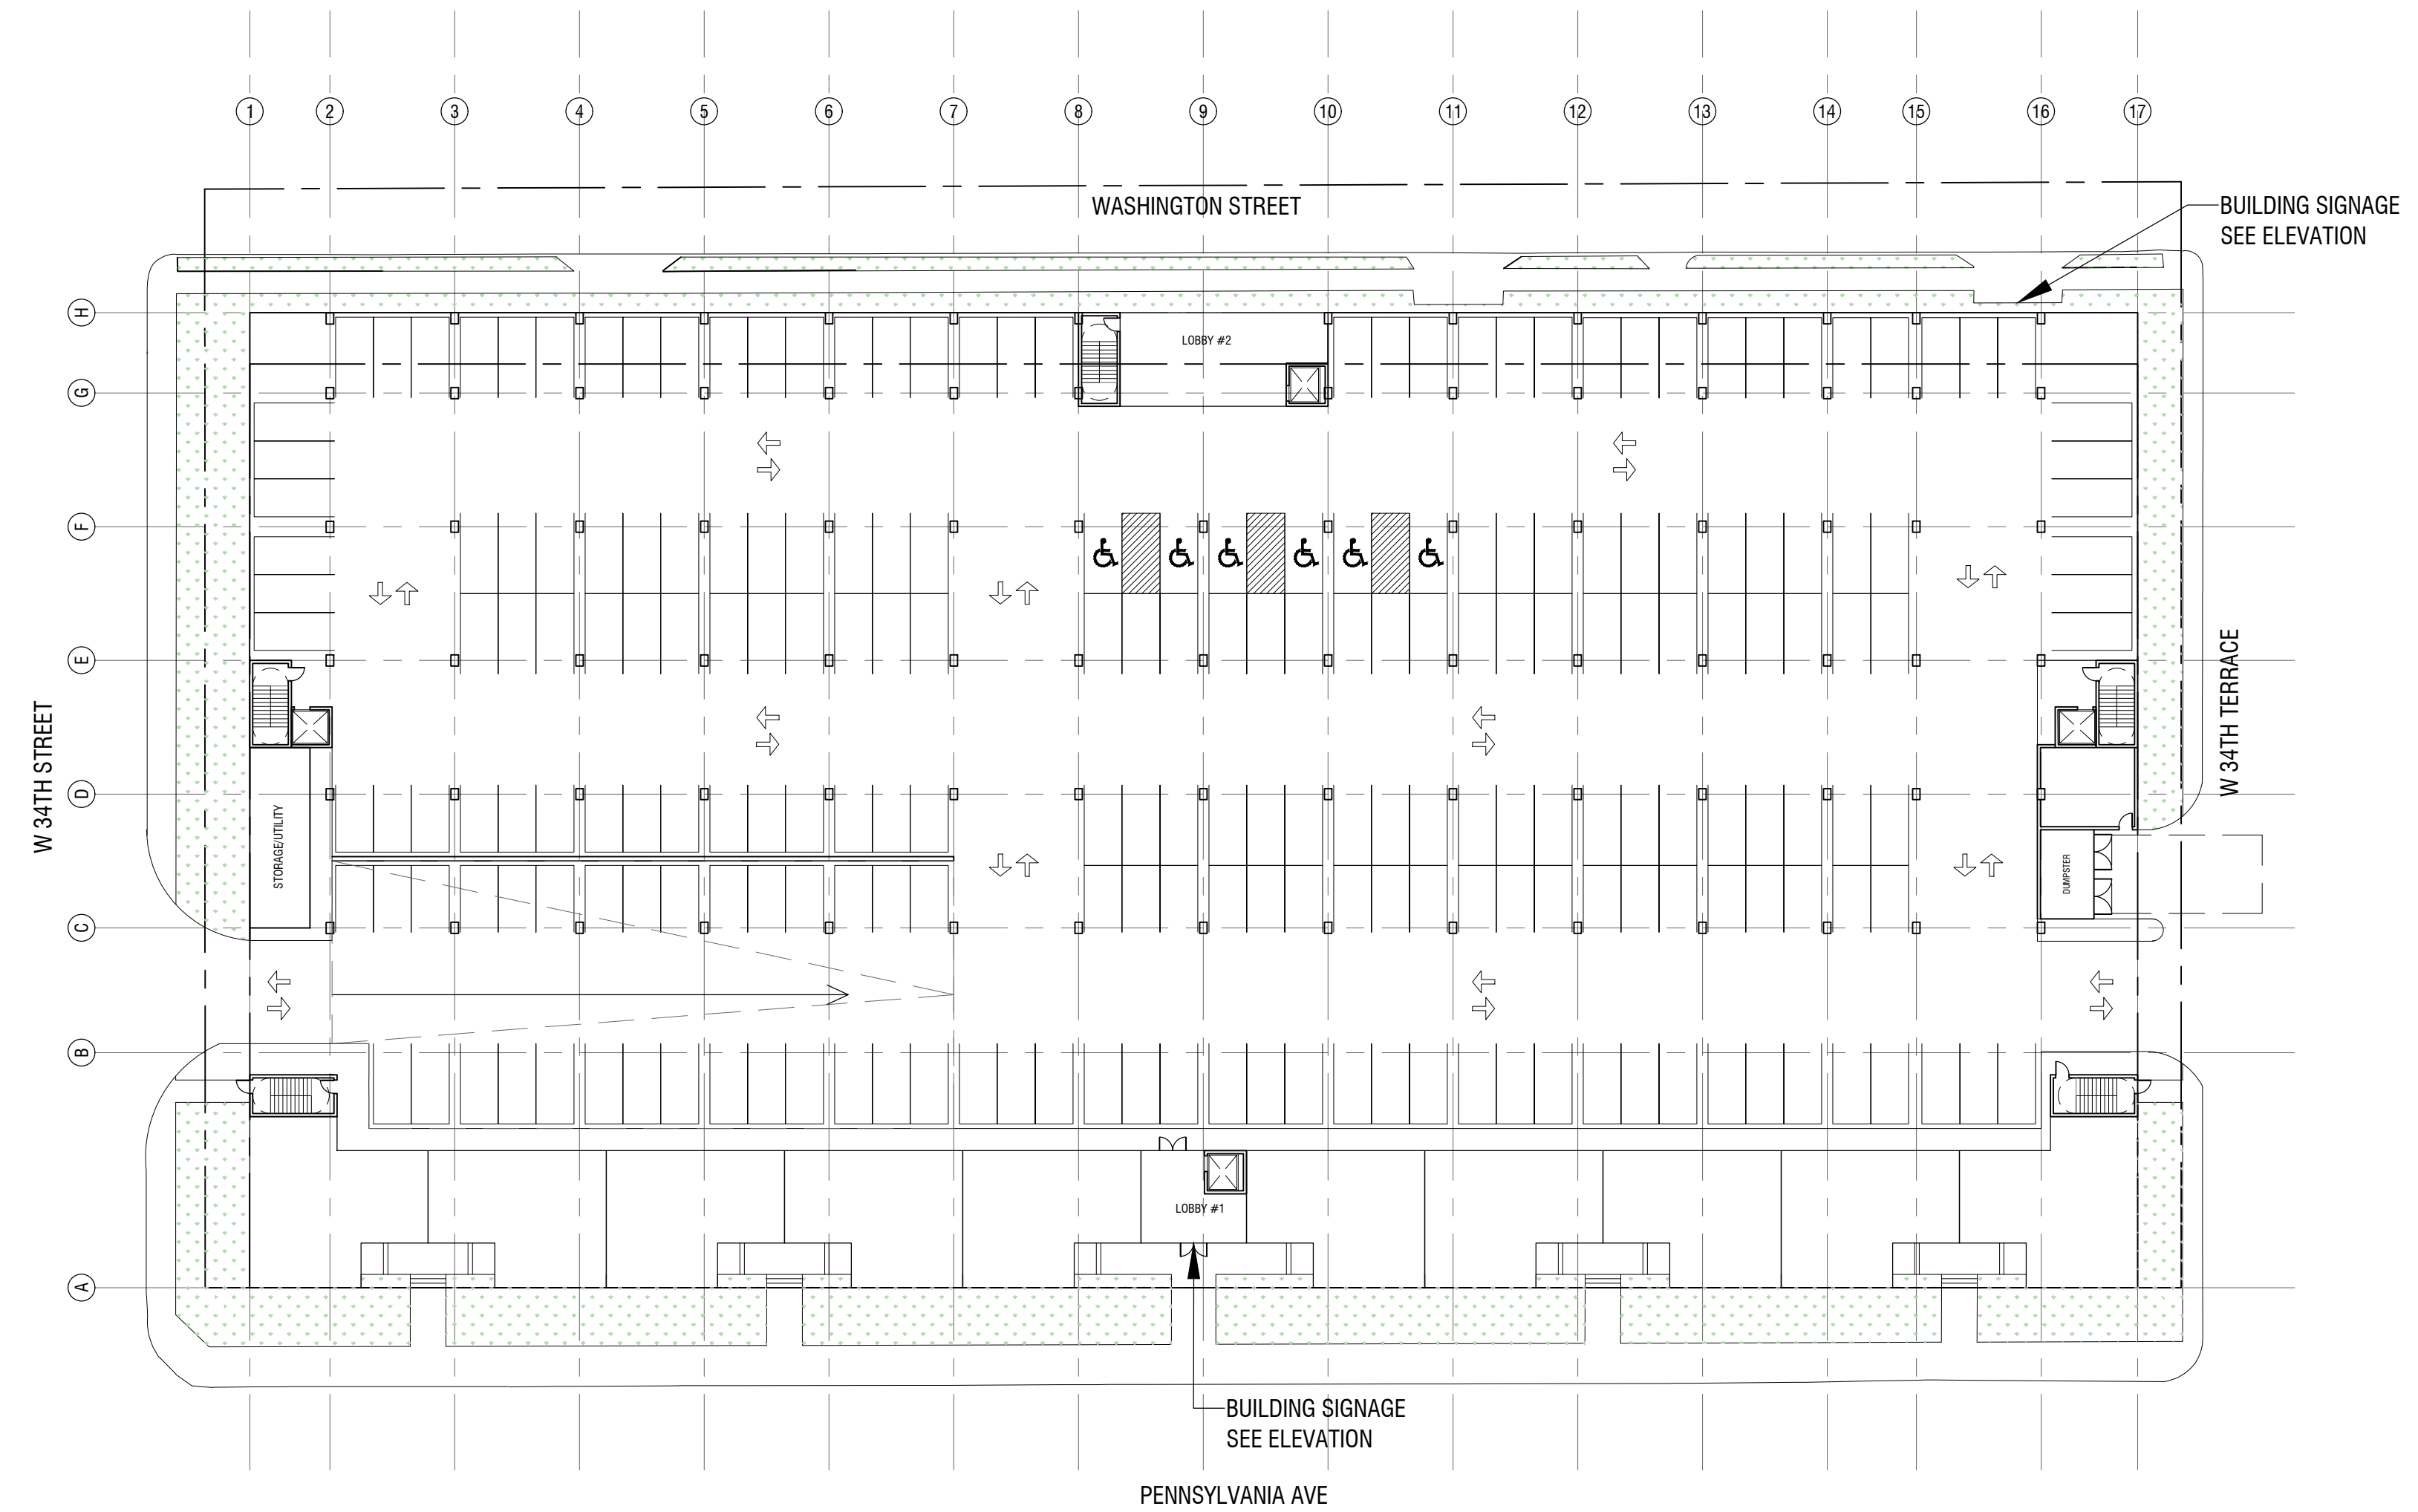 1 2 3 4 5 6 7 8 9 10 11 12 13 14 15 16 17
WASHINGTON STREET
BUILDING SIGNAGE
SEE ELEVATION
H
LOBBY #2
G
F
E
W 34TH STREET
W 34TH TERRACE
D
STORAGE/UTILITY
DUMPSTER
C
B
LOBBY #1
A
BUILDING SIGNAGE
SEE ELEVATION
PENNSYLVANIA AVE